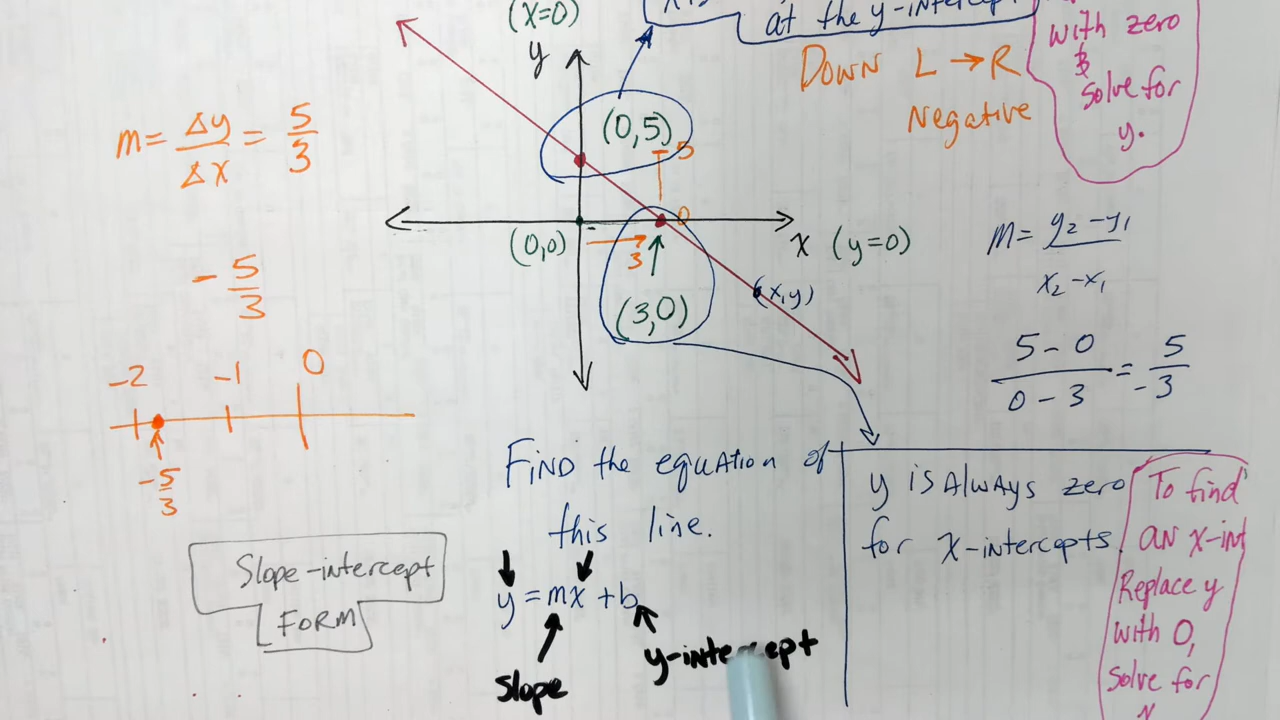 (x=0)
at the y-intercept
y
DOWN L → R
Negative
with zero
&
solve for
y.
m = Δy/Δx = 5/3
(0,5)
5
0
(0,0)
3
x (y=0)
m = y₂-y₁
x₂-x₁
-5/3
(3,0)
(x,y)
5-0/0-3 = 5/-3
-2 -1 0
-5/3
FIND the equation of
this line.
y is Always zero
for x-intercepts.
To find
an x-int
Replace y
with 0,
Solve for
Slope-intercept
FORM
y = mx + b
y-intercept
Slope